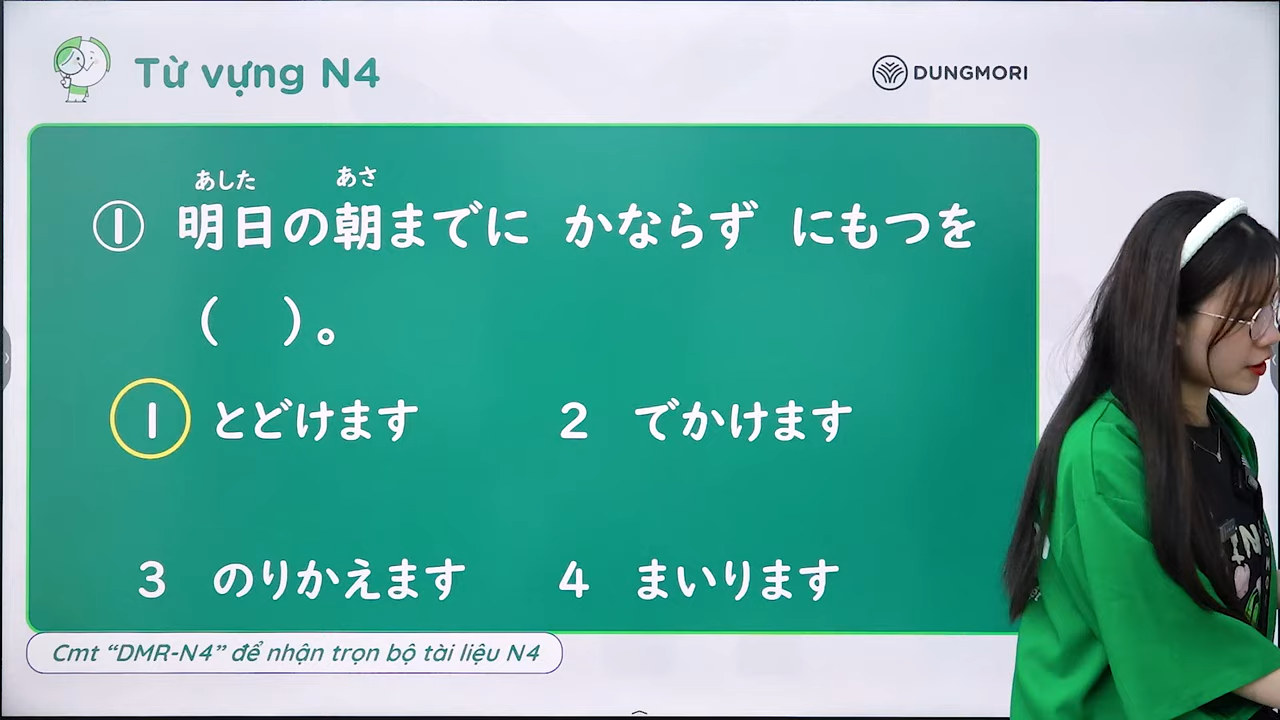 Từ vựng N4
DUNGMORI
あした あさ
① 明日の朝までに かならず にもつを
( )。
1 とどけます 2 でかけます
3 のりかえます 4 まいります
Cmt “DMR-N4” để nhận trọn bộ tài liệu N4